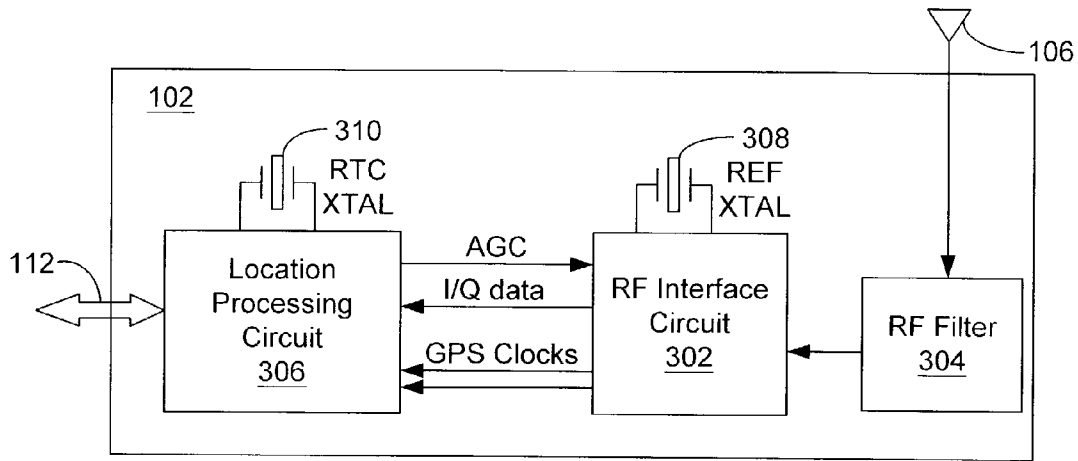 106
102
310
RTC
XTAL
308
REF
XTAL
112
Location
Processing
Circuit
306
AGC
I/Q data
GPS Clocks
RF Interface
Circuit
302
RF Filter
304